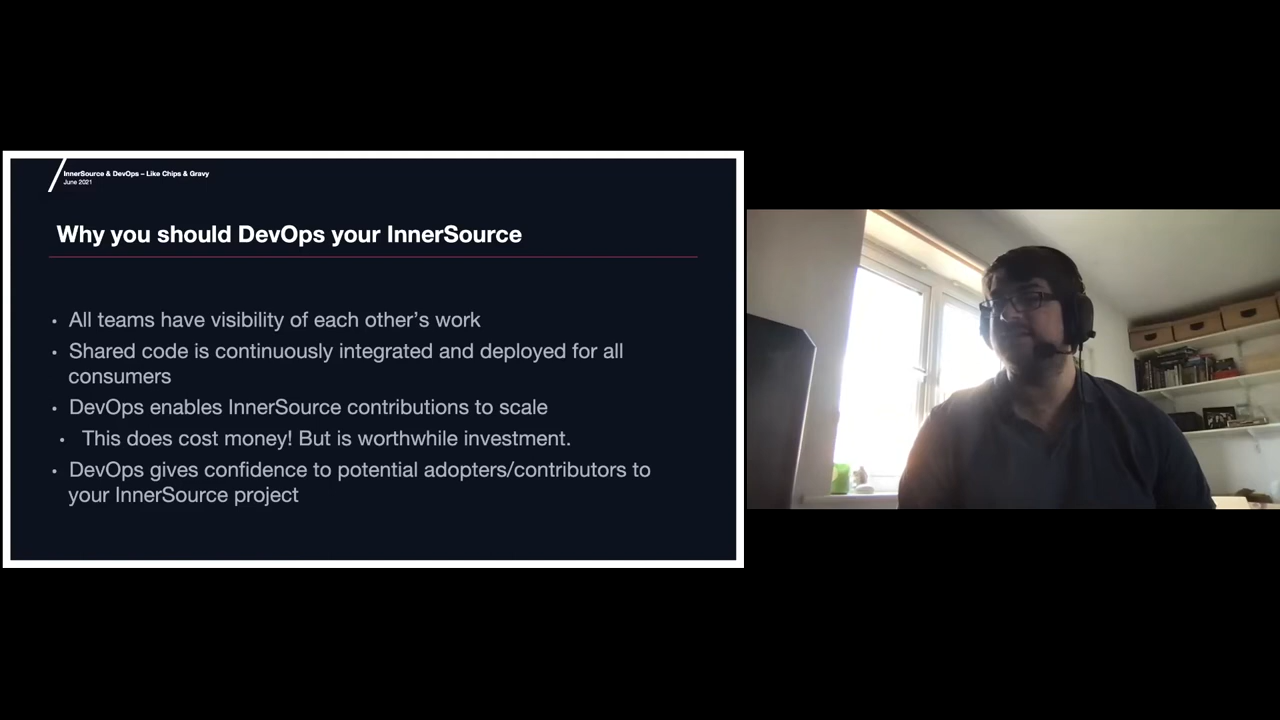 InnerSource & DevOps – Like Chips & Gravy
June 2021
Why you should DevOps your InnerSource
• All teams have visibility of each other’s work
• Shared code is continuously integrated and deployed for all
consumers
• DevOps enables InnerSource contributions to scale
• This does cost money! But is worthwhile investment.
• DevOps gives confidence to potential adopters/contributors to
your InnerSource project